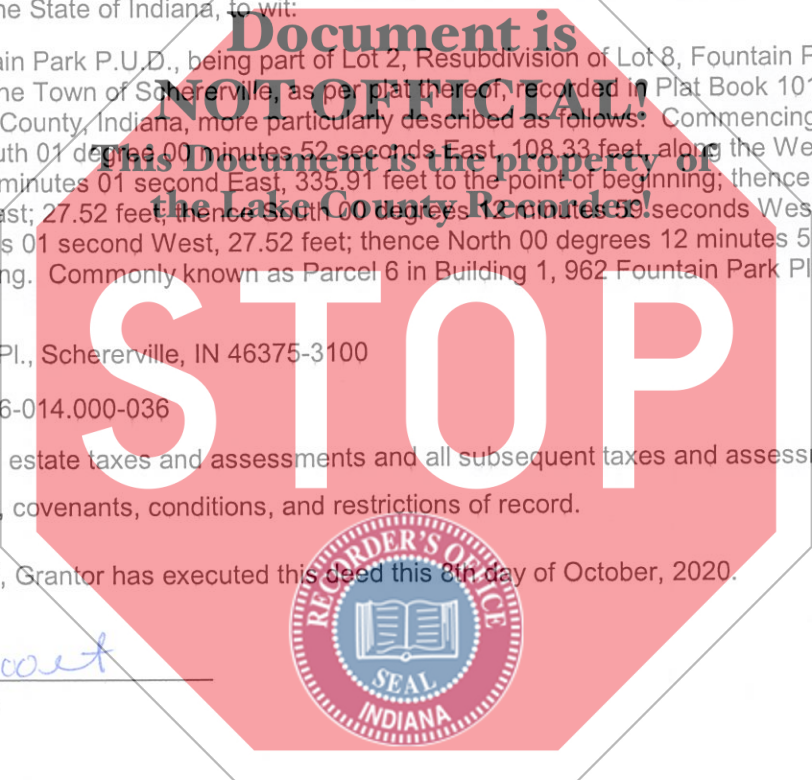 he State of Indiana, to wit:
Document is
ain Park P.U.D., being part of Lot 2, Resubdivision of Lot 8, Fountain P
NOT OFFICIAL!
he Town of Schererville, as per plat thereof, recorded in Plat Book 10
County, Indiana, more particularly described as follows: Commencing
uth 01 degree 00 minutes 52 seconds East, 108.33 feet, along the We
This Document is the property of
minutes 01 second East, 335.91 feet to the point of beginning; thence
the Lake County Recorder!
ast; 27.52 feet; thence South 00 degrees 12 minutes 59 seconds Wes
s 01 second West, 27.52 feet; thence North 00 degrees 12 minutes 5
ng. Commonly known as Parcel 6 in Building 1, 962 Fountain Park Pl
STOP
Pl., Schererville, IN 46375-3100
6-014.000-036
estate taxes and assessments and all subsequent taxes and assess
, covenants, conditions, and restrictions of record.
, Grantor has executed this deed this 8th day of October, 2020.
RECORDER'S OFFICE
SEAL
INDIANA